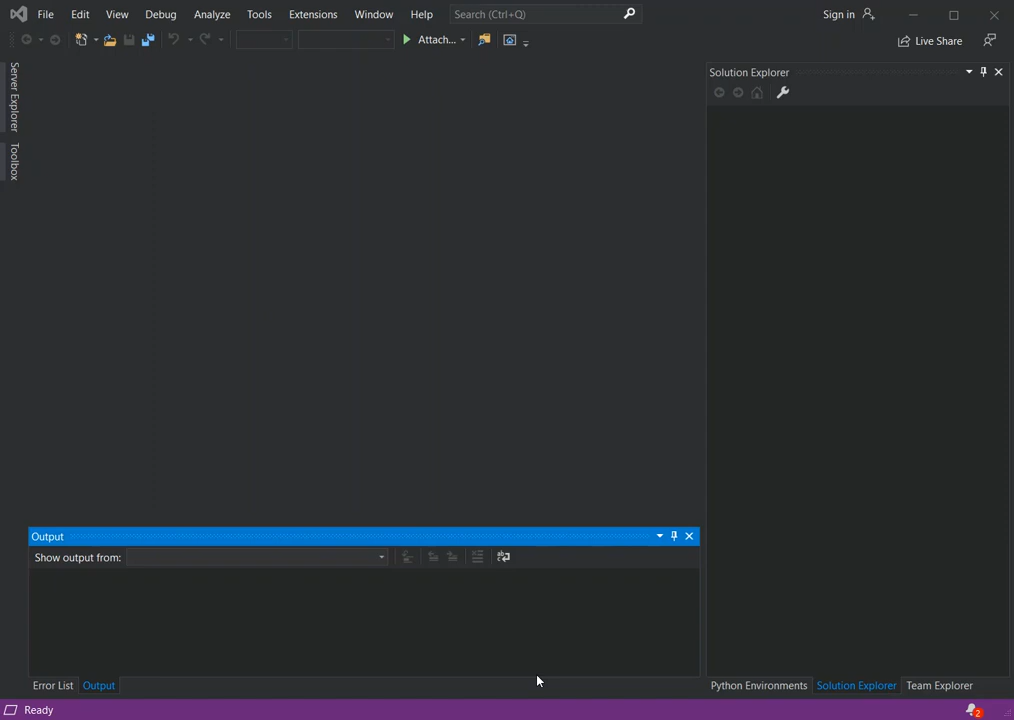 File Edit View Debug Analyze Tools Extensions Window Help Search (Ctrl+Q) Sign in
Attach... Live Share
Server Explorer
Toolbox
Solution Explorer
Output
Show output from:
Error List Output
Python Environments Solution Explorer Team Explorer
Ready 2